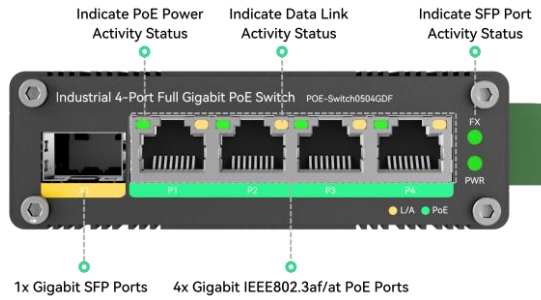 Indicate PoE Power
Activity Status
Indicate Data Link
Activity Status
Indicate SFP Port
Activity Status
Industrial 4-Port Full Gigabit PoE Switch POE-Switch0504GDF
FX
PWR
P1 P2 P3 P4
L/A PoE
1x Gigabit SFP Ports
4x Gigabit IEEE802.3af/at PoE Ports